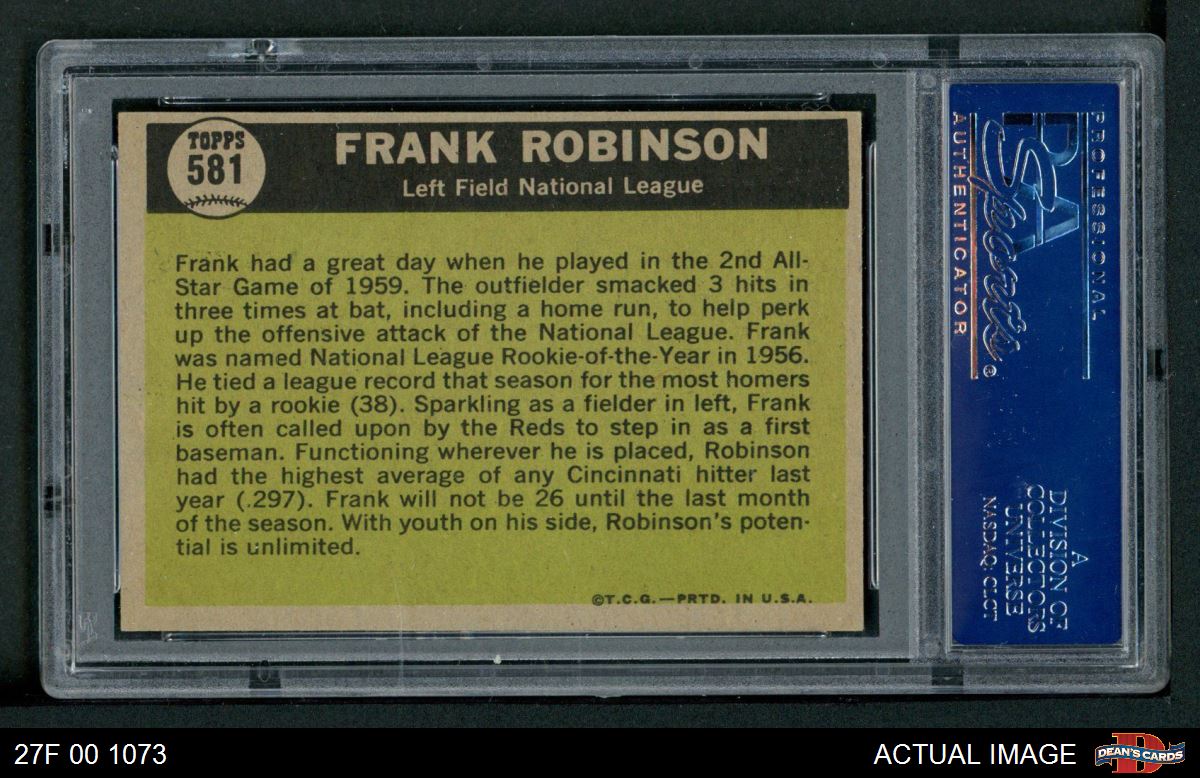 TOPPS
581
FRANK ROBINSON
Left Field National League
Frank had a great day when he played in the 2nd All-
Star Game of 1959. The outfielder smacked 3 hits in
three times at bat, including a home run, to help perk
up the offensive attack of the National League. Frank
was named National League Rookie-of-the-Year in 1956.
He tied a league record that season for the most homers
hit by a rookie (38). Sparkling as a fielder in left, Frank
is often called upon by the Reds to step in as a first
baseman. Functioning wherever he is placed, Robinson
had the highest average of any Cincinnati hitter last
year (.297). Frank will not be 26 until the last month
of the season. With youth on his side, Robinson's poten-
tial is unlimited.
©T.C.G.—PRTD. IN U.S.A.
PROFESSIONAL
PSA
Sports
®
AUTHENTICATOR
A
DIVISION OF
COLLECTORS
UNIVERSE
NASDAQ: CLCT
27F 00 1073
ACTUAL IMAGE
D
DEAN'S CARDS